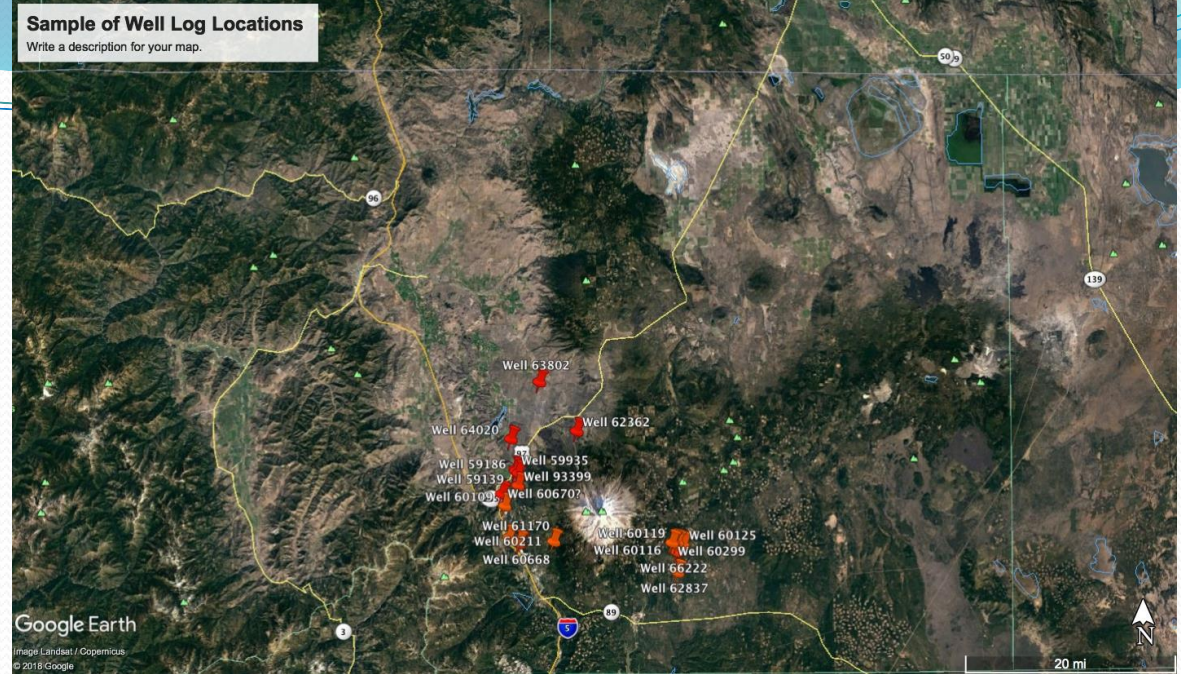 Sample of Well Log Locations
Write a description for your map.
50
96
139
Well 63802
Well 62362
Well 64020
97
Well 59935
Well 59186
Well 93399
Well 59139
Well 60670?
Well 6010
Well 61170
Well 60211
Well 60668
Well 60119
Well 60125
Well 60116
Well 60299
Well 66222
Well 62837
89
5
3
Google Earth
Image Landsat / Copernicus
© 2018 Google
N
20 mi